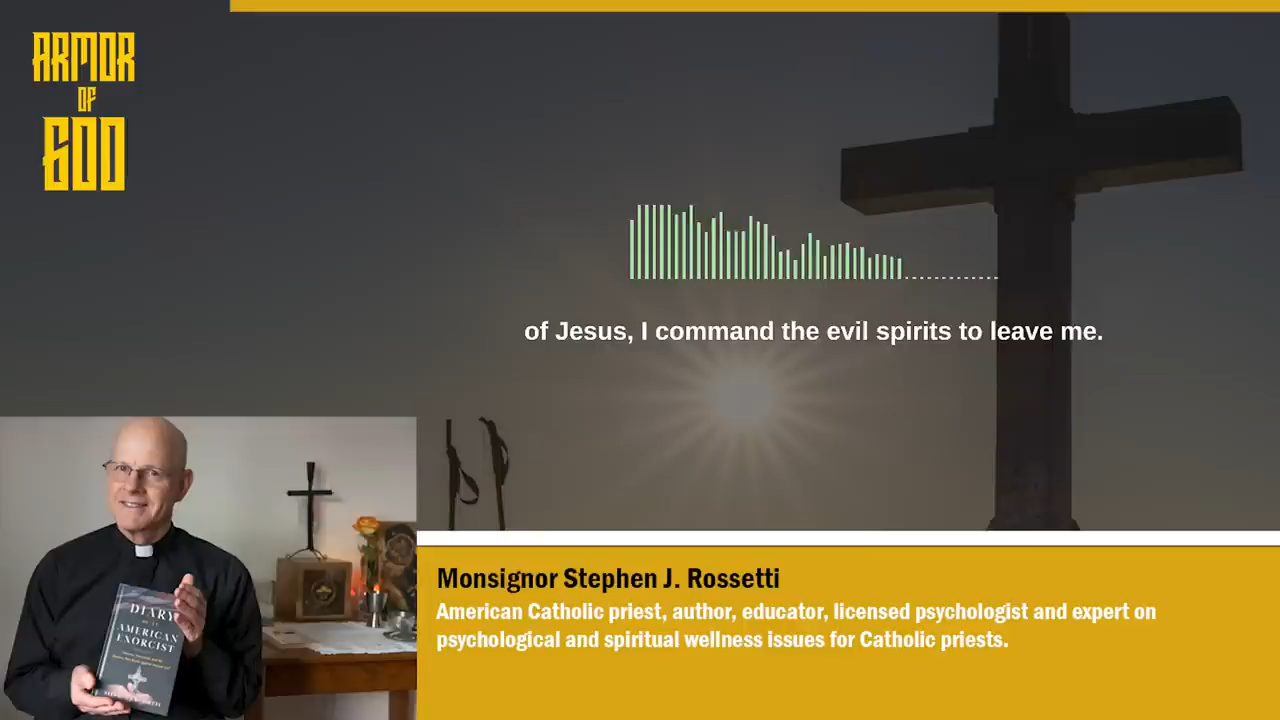 ARMOR
OF
GOD
of Jesus, I command the evil spirits to leave me.
DIARY
AMERICAN
EXORCIST
Monsignor Stephen J. Rossetti
American Catholic priest, author, educator, licensed psychologist and expert on
psychological and spiritual wellness issues for Catholic priests.